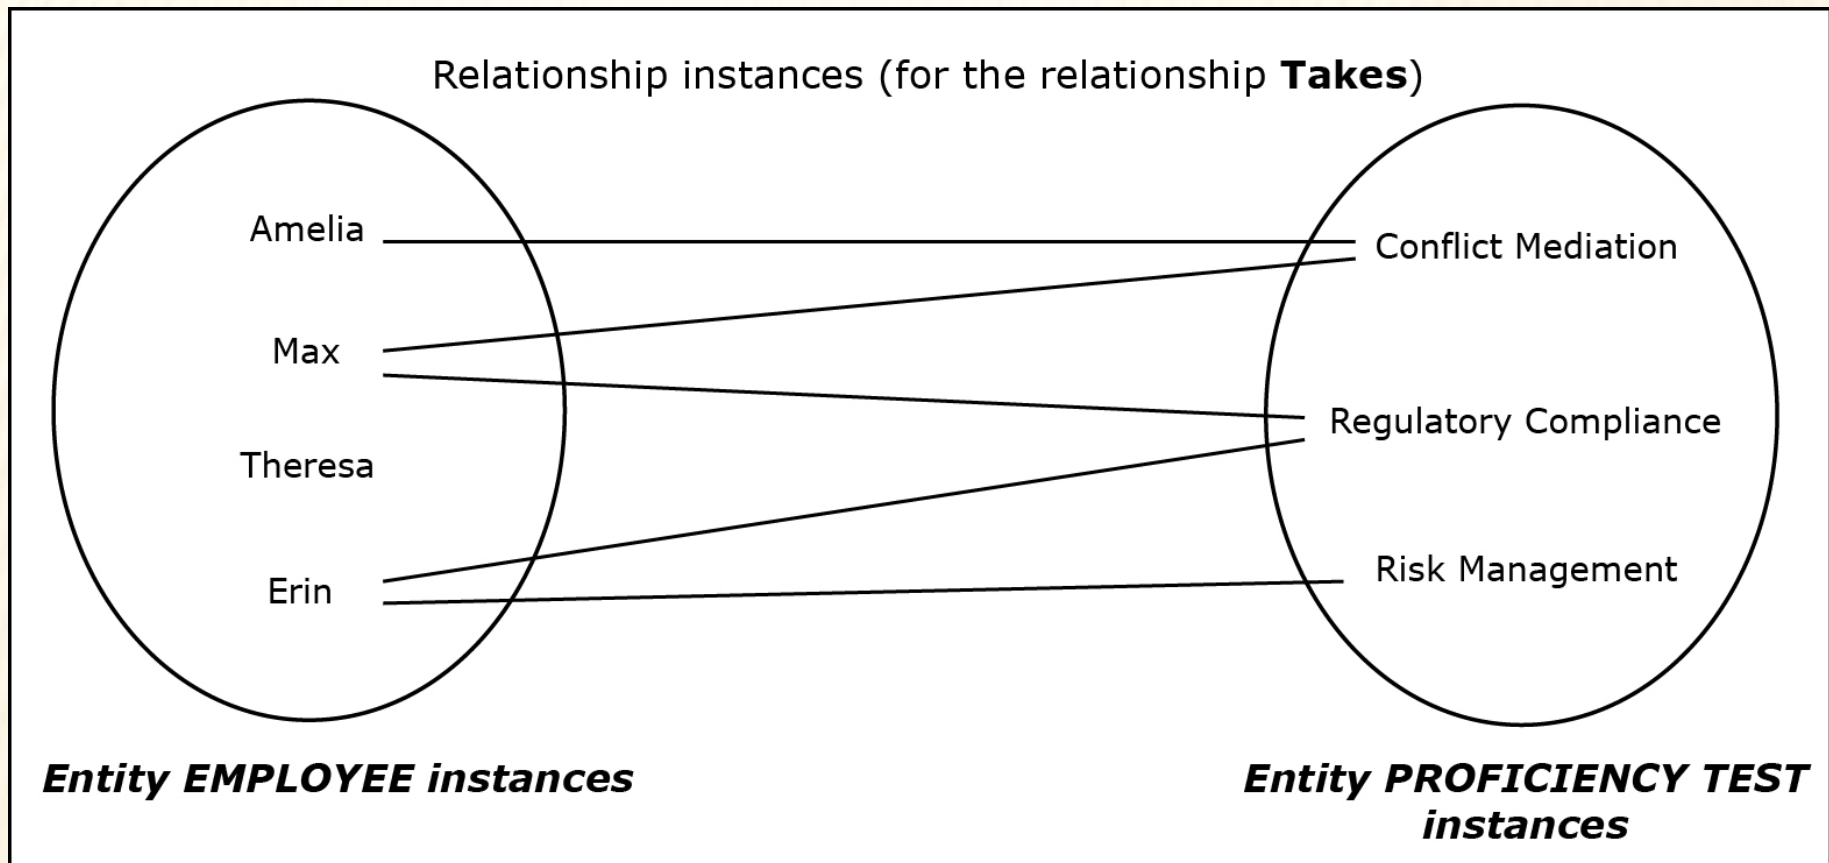 Relationship instances (for the relationship Takes)
Amelia
Max
Theresa
Erin
Conflict Mediation
Regulatory Compliance
Risk Management
Entity EMPLOYEE instances
Entity PROFICIENCY TEST
instances